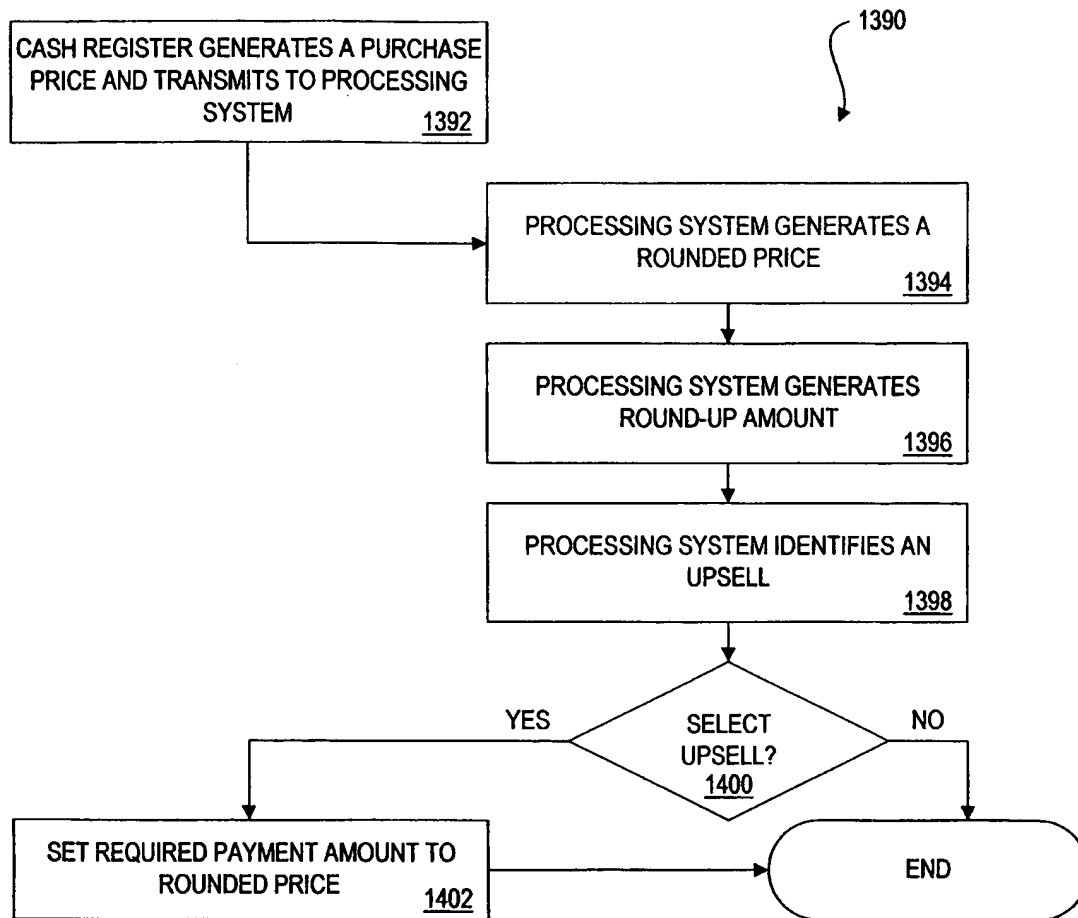 1390
CASH REGISTER GENERATES A PURCHASE
PRICE AND TRANSMITS TO PROCESSING
SYSTEM
1392
PROCESSING SYSTEM GENERATES A
ROUNDED PRICE
1394
PROCESSING SYSTEM GENERATES
ROUND-UP AMOUNT
1396
PROCESSING SYSTEM IDENTIFIES AN
UPSELL
1398
YES
SELECT
UPSELL?
1400
NO
SET REQUIRED PAYMENT AMOUNT TO
ROUNDED PRICE
1402
END